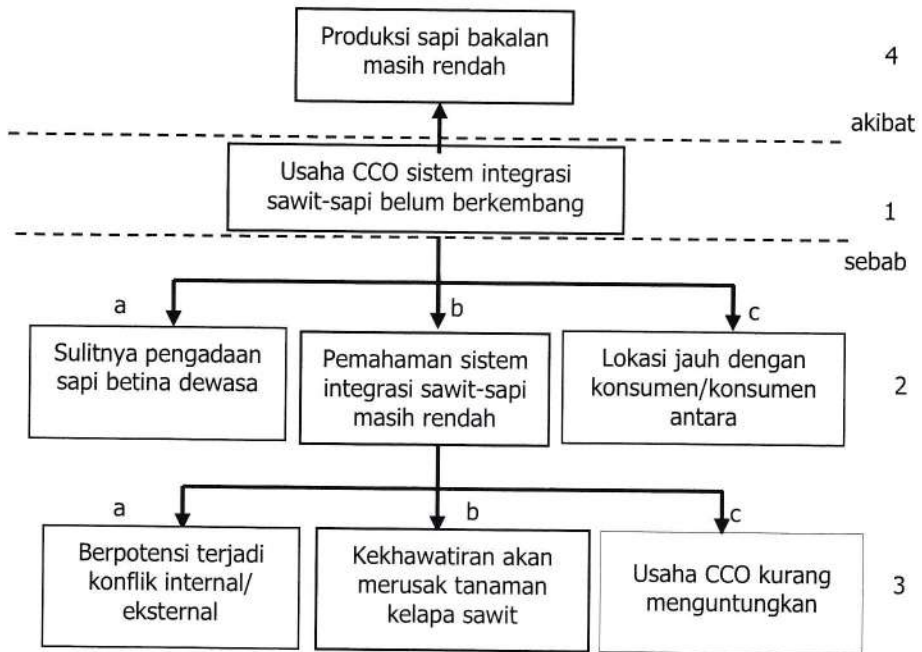 Produksi sapi bakalan
masih rendah
4
akibat
Usaha CCO sistem integrasi
sawit-sapi belum berkembang
1
sebab
a
b
c
Sulitnya pengadaan
sapi betina dewasa
Pemahaman sistem
integrasi sawit-sapi
masih rendah
Lokasi jauh dengan
konsumen/konsumen
antara
2
a
b
c
Berpotensi terjadi
konflik internal/
eksternal
Kekhawatiran akan
merusak tanaman
kelapa sawit
Usaha CCO kurang
menguntungkan
3